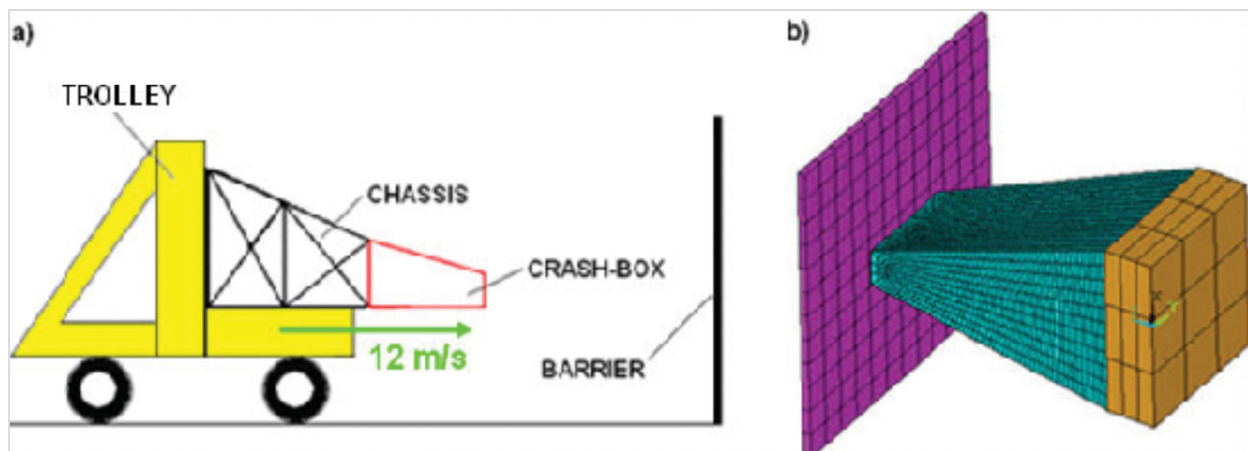 a)
TROLLEY
CHASSIS
CRASH-BOX
12 m/s
BARRIER
b)